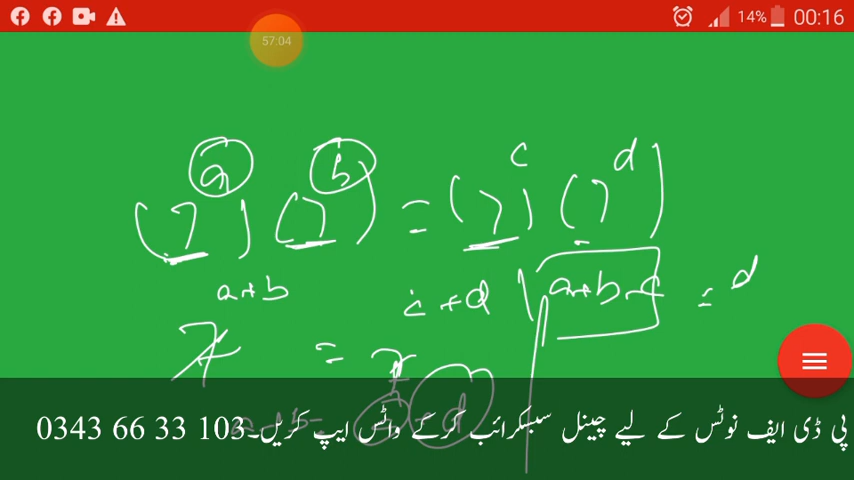 14% 00:16
57:04
(7^a) (7^b) = (7)^c (7^d)
a+b c+d a+b-c = d
7 = 7
a+b= c+d
پی ڈی ایف نوٹس کے لیے چینل سبسکرائب کرکے واٹس ایپ کریں۔0343 66 33 103